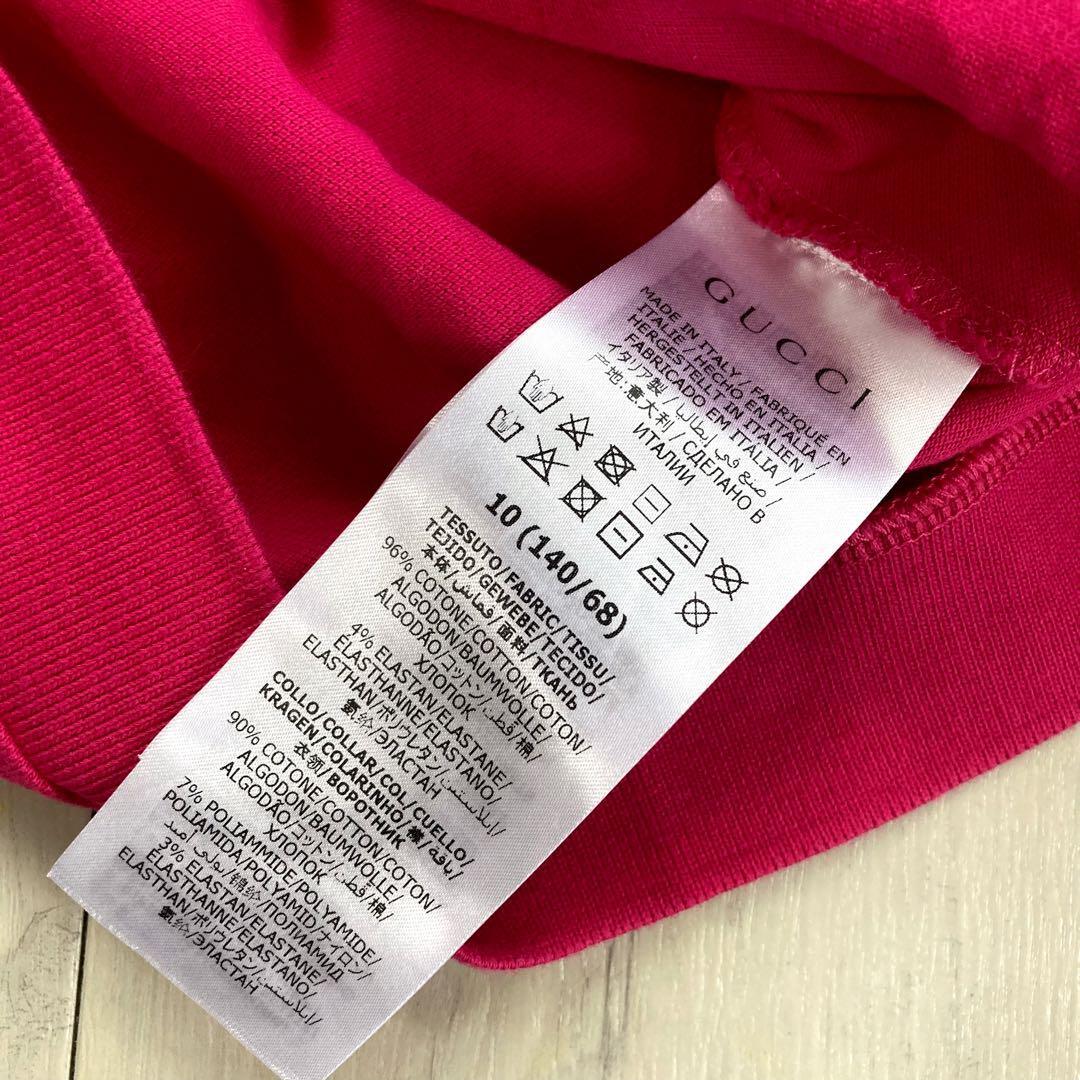 GUCCI
MADE IN ITALY/ FABRIQUÉ EN
ITALIE/ HECHO EN ITALIA/
HERGESTELLT IN ITALIEN/
FABRICADO EM ITALIA/
イタリア製/ صنع في إيطاليا/
产地:意大利/ СДЕЛАНО В
ИТАЛИИ
10 (140/68)
TESSUTO/FABRIC/TISSU/
TEJIDO/GEWEBE/TECIDO/
本体/قماش/面料/ТКАНЬ
96% COTONE/COTTON/COTON/
ALGODON/BAUMWOLLE/
ALGODÃO/コットン/قطن/棉/
ХЛОПОК
4% ELASTAN/ELASTANE/
ÉLASTHANNE/ELASTANO/
ELASTHAN/ポリウレタン/إيلاستين/
氨纶/ЭЛАСТАН
COLLO/COLLAR/COL/CUELLO/
KRAGEN/COLARINHO/襟/ياقة/
衣领/ВОРОТНИК
90% COTONE/COTTON/COTON/
ALGODON/BAUMWOLLE/
ALGODÃO/コットン/قطن/棉/
ХЛОПОК
7% POLIAMMIDE/POLYAMIDE/
POLIAMIDA/POLYAMID/ナイロン/
بولي أميد/锦纶/ПОЛИАМИД
3% ELASTAN/ELASTANE/
ÉLASTHANNE/ELASTANO/
ELASTHAN/ポリウレタン/إيلاستين/
氨纶/ЭЛАСТАН